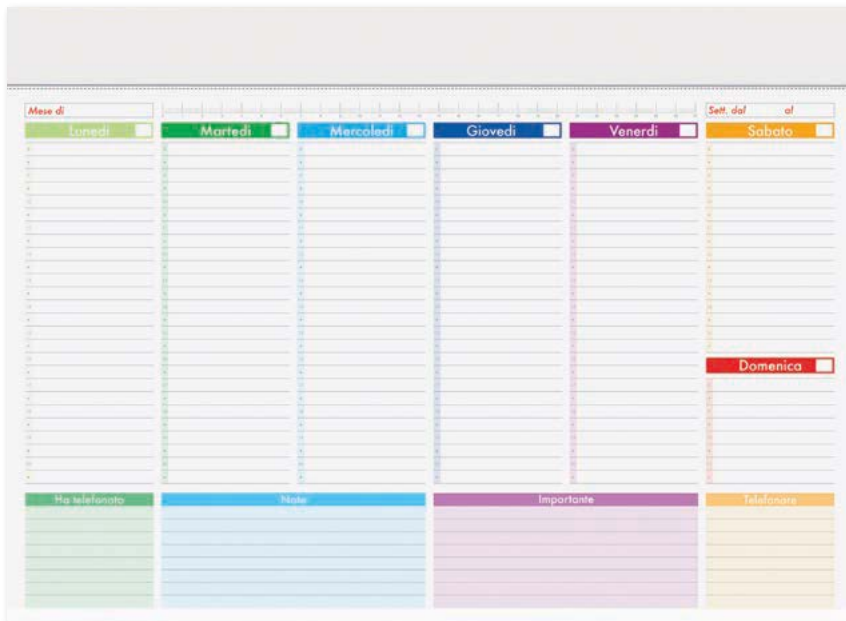 Mese di
Sett. dal al
Lunedì
Martedì
Mercoledì
Giovedì
Venerdì
Sabato
Domenica
Ha telefonato
Note
Importante
Telefonare